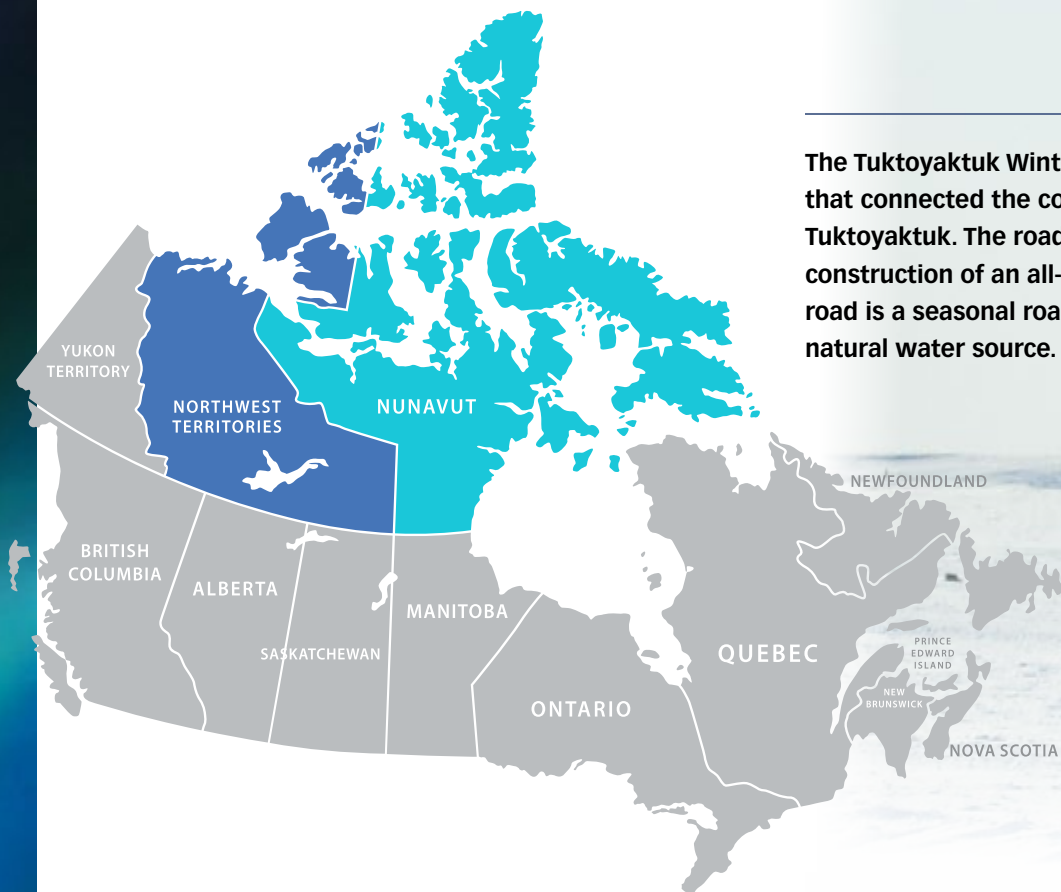 The Tuktoyaktuk Wint
that connected the co
Tuktoyaktuk. The road
construction of an all-
road is a seasonal roa
natural water source.
YUKON
TERRITORY
NORTHWEST
TERRITORIES
NUNAVUT
NEWFOUNDLAND
BRITISH
COLUMBIA
ALBERTA
MANITOBA
SASKATCHEWAN
QUEBEC
PRINCE
EDWARD
ISLAND
NEW
BRUNSWICK
ONTARIO
NOVA SCOTIA